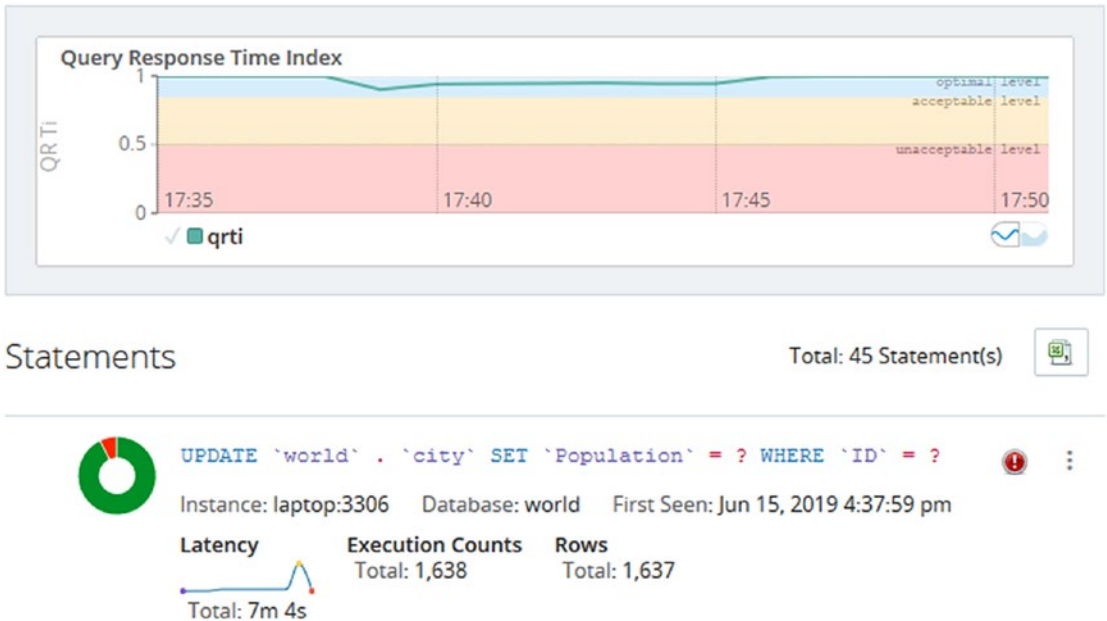 Query Response Time Index
QR Ti
1
0.5
0
optimal level
acceptable level
unacceptable level
17:35
17:40
17:45
17:50
qrti
Statements
Total: 45 Statement(s)
UPDATE `world` . `city` SET `Population` = ? WHERE `ID` = ?
Instance: laptop:3306 Database: world First Seen: Jun 15, 2019 4:37:59 pm
Latency Execution Counts Rows
Total: 1,638 Total: 1,637
Total: 7m 4s